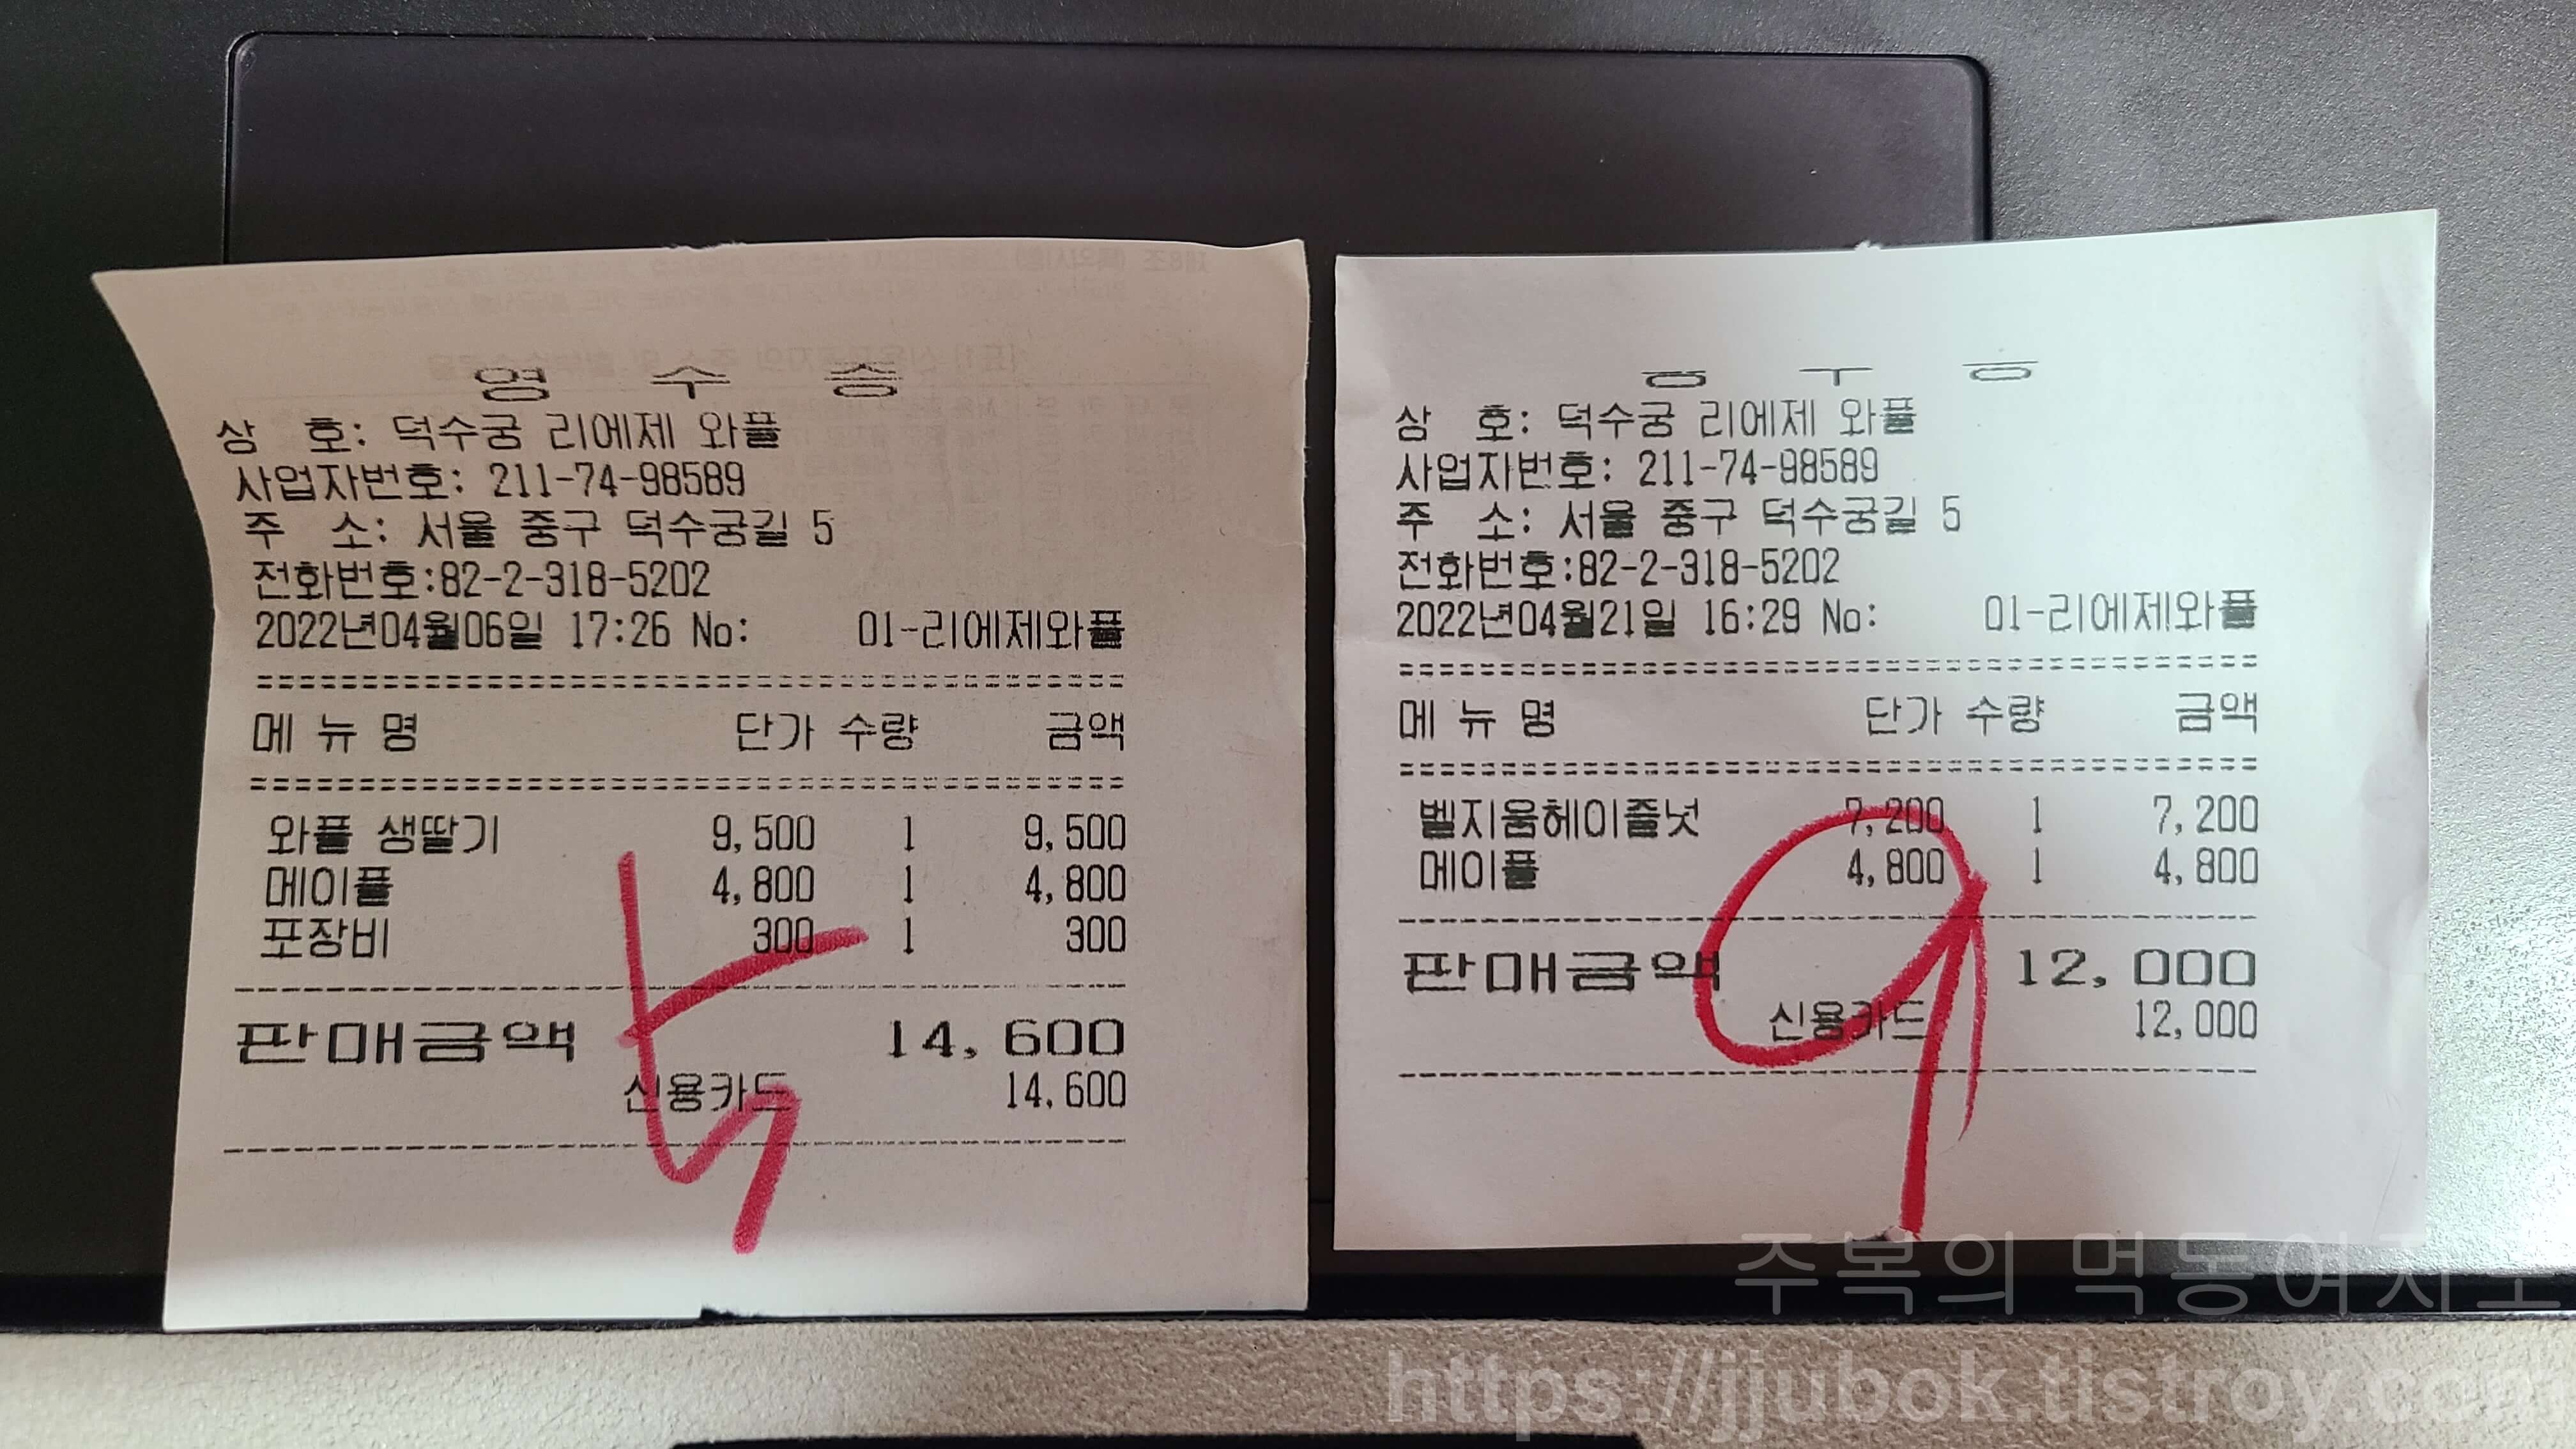 영 수 증
상 호: 덕수궁 리에제 와플
사업자번호: 211-74-98589
주 소: 서울 중구 덕수궁길 5
전화번호:82-2-318-5202
2022년04월06일 17:26 No: 01-리에제와플
메 뉴 명 단가 수량 금액
와플 생딸기 9,500 1 9,500
메이플 4,800 1 4,800
포장비 300 1 300
판매금액 14,600
신용카드 14,600
상 호: 덕수궁 리에제 와플
사업자번호: 211-74-98589
주 소: 서울 중구 덕수궁길 5
전화번호:82-2-318-5202
2022년04월21일 16:29 No: 01-리에제와플
메 뉴 명 단가 수량 금액
벨지움헤이즐넛 7,200 1 7,200
메이플 4,800 1 4,800
판매금액 12,000
신용카드 12,000
주복의 먹동여지도
https://jjubok.tistroy.com